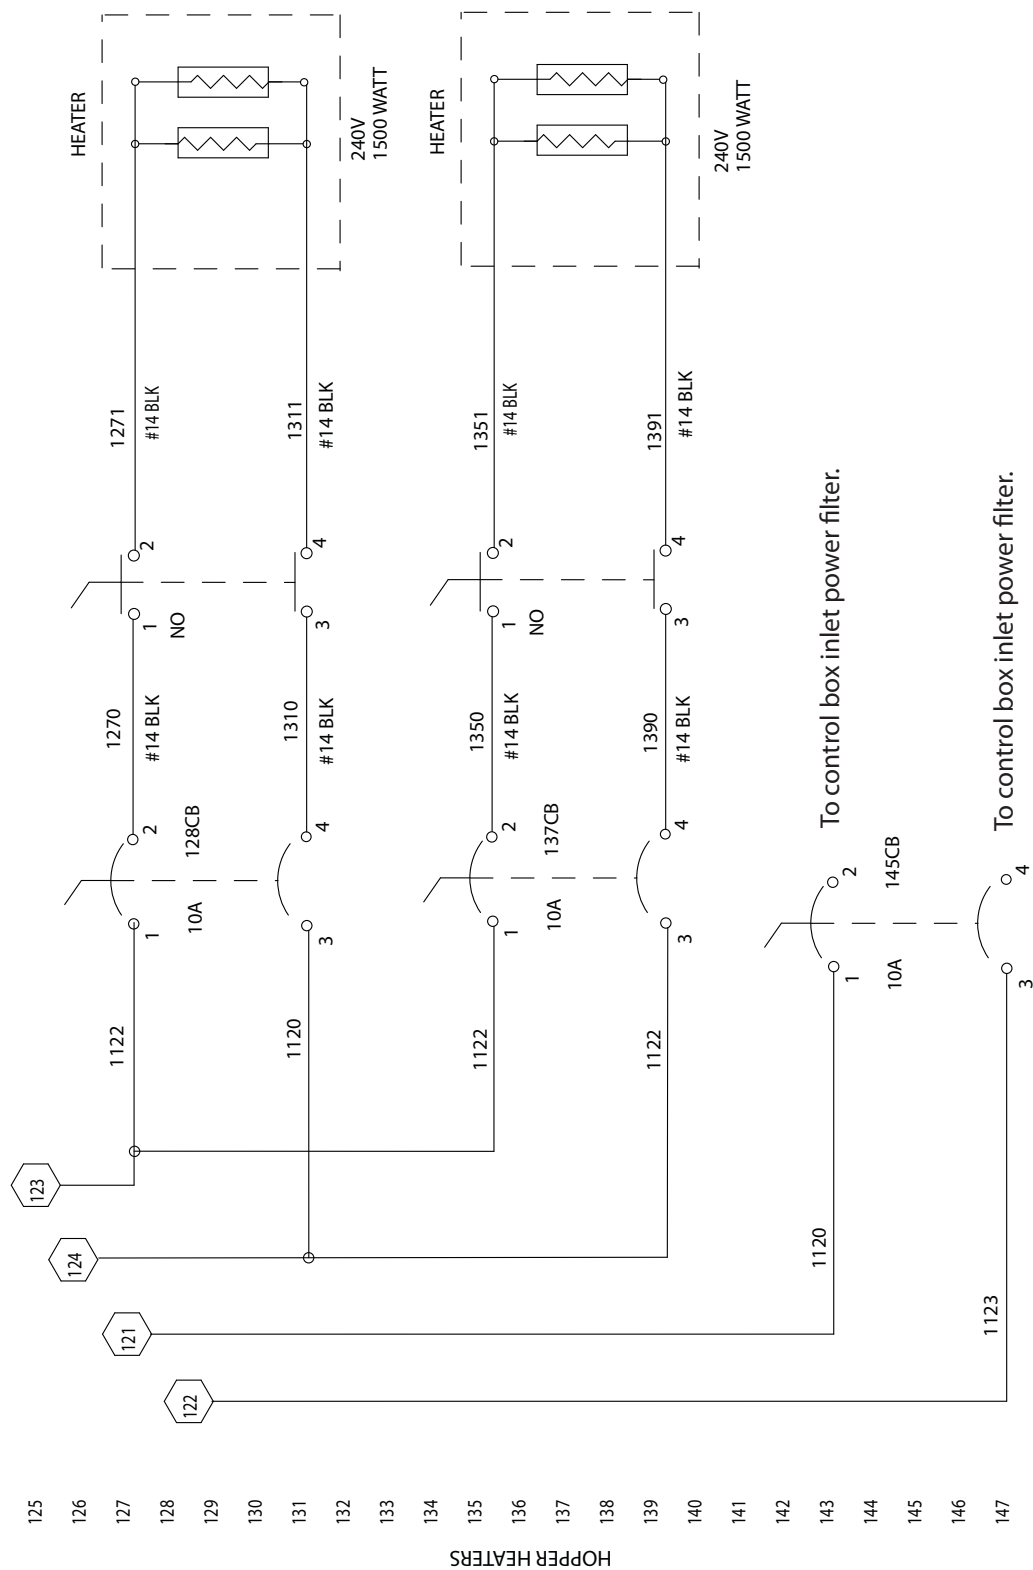 HOPPER HEATERS
125
126
127
128
129
130
131
132
133
134
135
136
137
138
139
140
141
142
143
144
145
146
147
123
124
121
122
1122
1
10A
2
128CB
1270
#14 BLK
1
NO
2
1271
#14 BLK
HEATER
240V
1500 WATT
1120
3
4
1310
#14 BLK
3
4
1311
#14 BLK
1122
1
10A
2
137CB
1350
#14 BLK
1
NO
2
1351
#14 BLK
HEATER
240V
1500 WATT
1122
3
4
1390
#14 BLK
3
4
1391
#14 BLK
1120
1
10A
2
145CB
To control box inlet power filter.
1123
3
4
To control box inlet power filter.